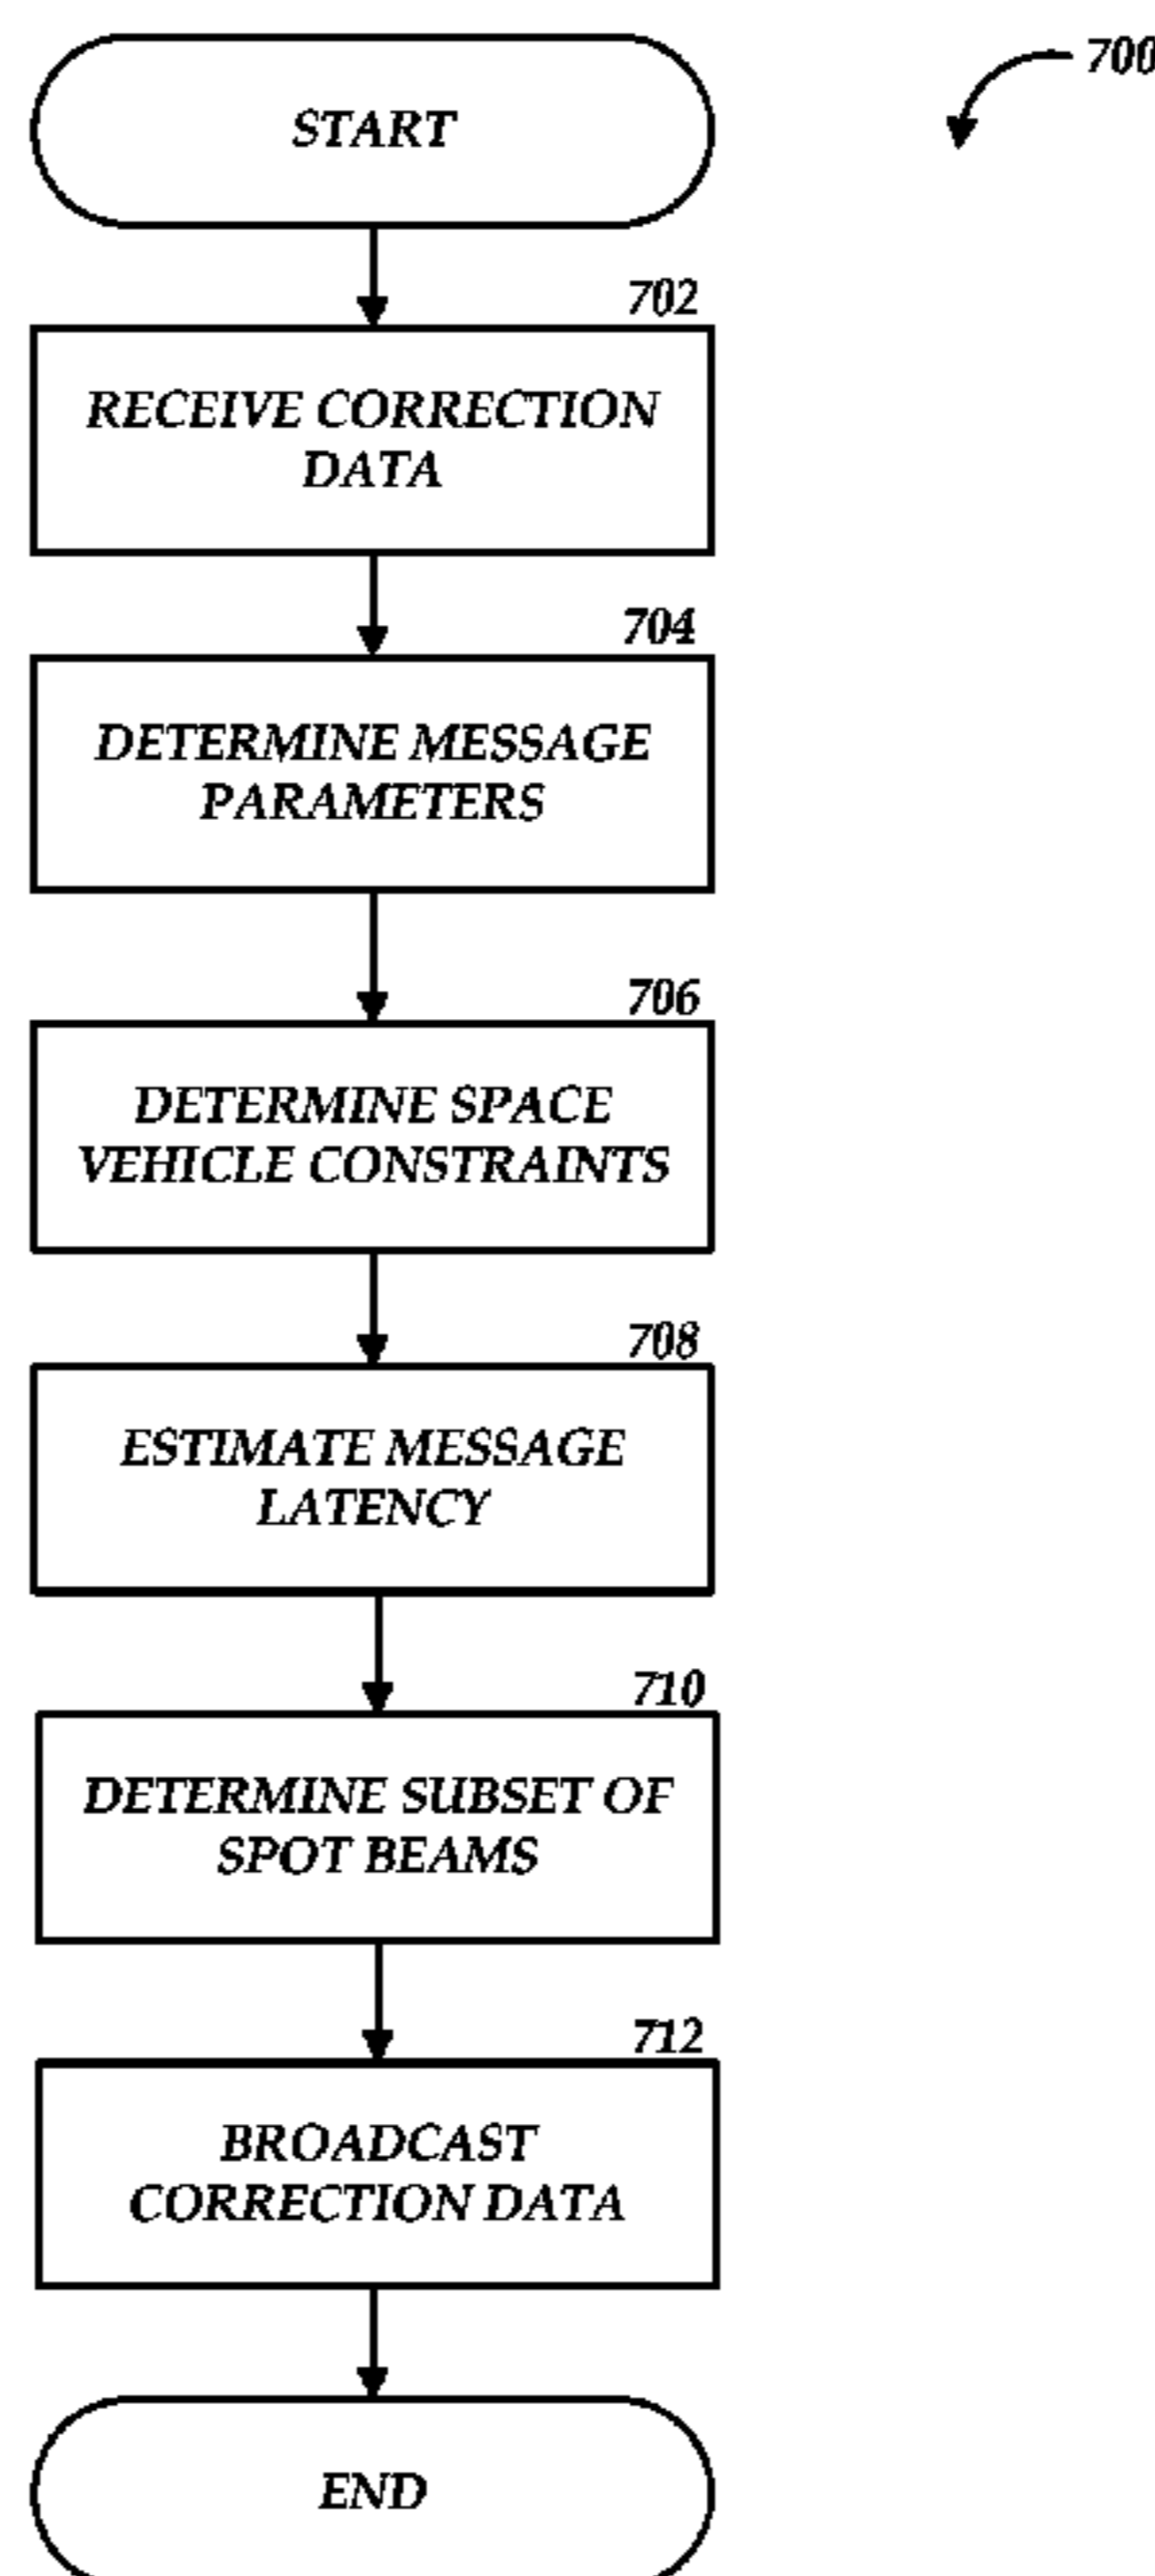 700
START
702
RECEIVE CORRECTION
DATA
704
DETERMINE MESSAGE
PARAMETERS
706
DETERMINE SPACE
VEHICLE CONSTRAINTS
708
ESTIMATE MESSAGE
LATENCY
710
DETERMINE SUBSET OF
SPOT BEAMS
712
BROADCAST
CORRECTION DATA
END